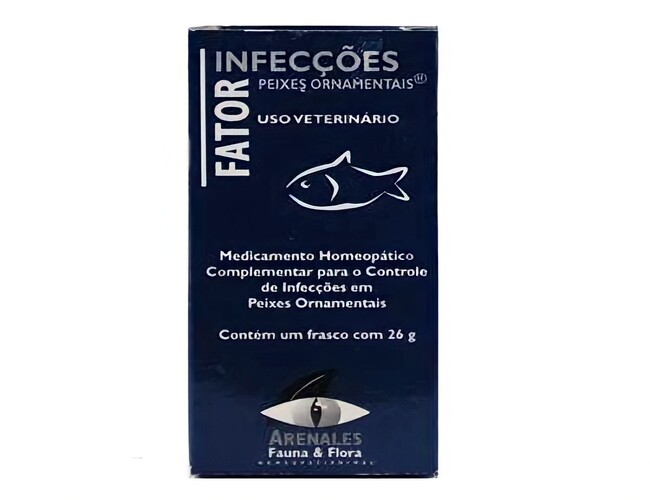 FATOR
INFECÇÕES
PEIXES ORNAMENTAIS
USO VETERINÁRIO
Medicamento Homeopático
Complementar para o Controle
de Infecções em
Peixes Ornamentais
Contém um frasco com 26 g
ARENALES
Fauna & Flora